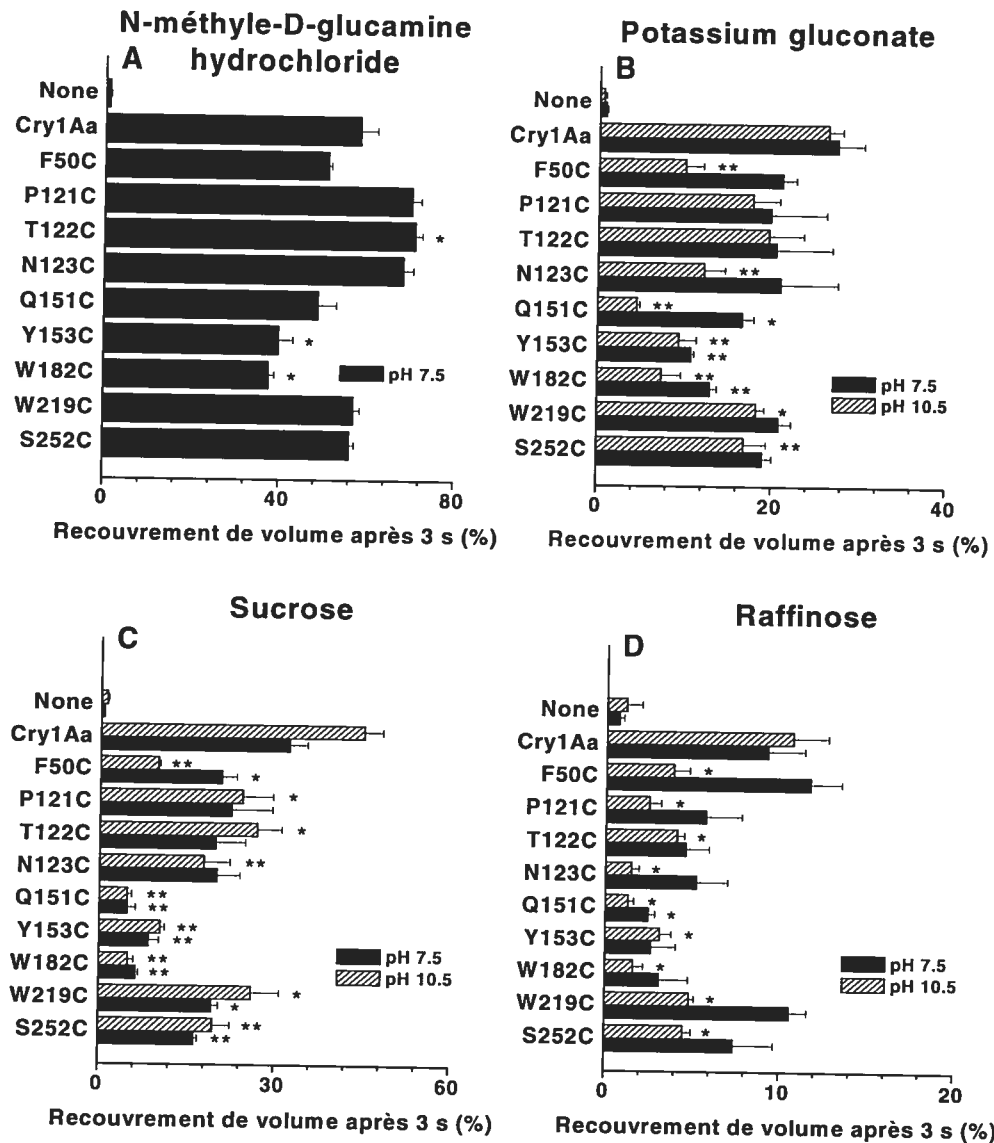 N-méthyle-D-glucamine
hydrochloride
A
None
Cry1Aa
F50C
P121C
T122C
*
N123C
Q151C
Y153C
*
W182C
*
W219C
S252C
pH 7.5
0
40
80
Recouvrement de volume après 3 s (%)
Potassium gluconate
B
None
Cry1Aa
F50C
**
P121C
T122C
N123C
**
Q151C
**
*
Y153C
**
**
W182C
**
**
W219C
*
S252C
**
pH 7.5
pH 10.5
0
20
40
Recouvrement de volume après 3 s (%)
Sucrose
C
None
Cry1Aa
F50C
**
*
P121C
*
T122C
*
N123C
**
Q151C
**
**
Y153C
**
**
W182C
**
**
W219C
*
*
S252C
**
**
pH 7.5
pH 10.5
0
30
60
Recouvrement de volume après 3 s (%)
Raffinose
D
None
Cry1Aa
F50C
*
P121C
*
T122C
*
N123C
*
Q151C
*
*
Y153C
*
W182C
*
W219C
*
S252C
*
pH 7.5
pH 10.5
0
10
20
Recouvrement de volume après 3 s (%)